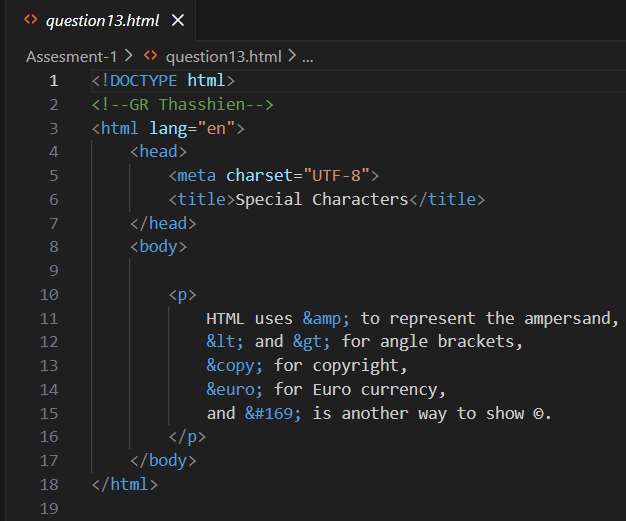 <> question13.html ×
Assesment-1 > <> question13.html > ...
1 <!DOCTYPE html>
2 <!--GR Thasshien-->
3 <html lang="en">
4     <head>
5         <meta charset="UTF-8">
6         <title>Special Characters</title>
7     </head>
8     <body>
9
10         <p>
11             HTML uses &amp; to represent the ampersand,
12             &lt; and &gt; for angle brackets,
13             &copy; for copyright,
14             &euro; for Euro currency,
15             and &#169; is another way to show ©.
16         </p>
17     </body>
18 </html>
19